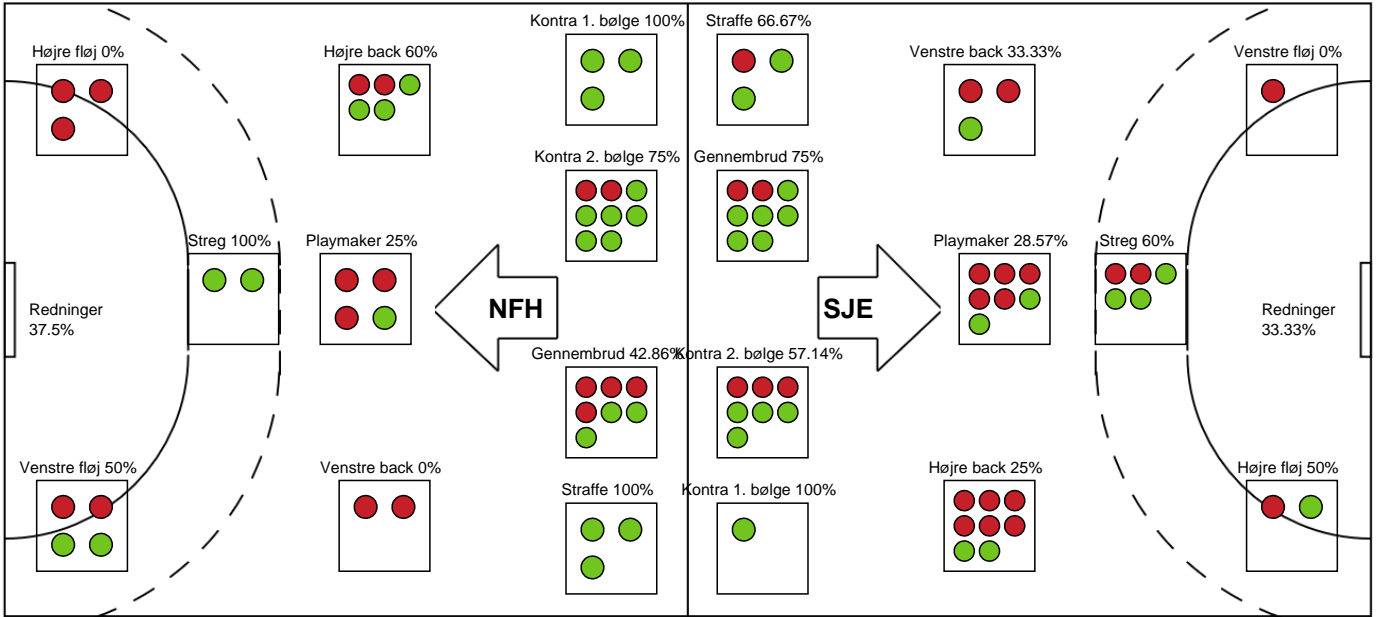 Kontra 1. bølge 100%
Straffe 66.67%
Højre fløj 0%
Højre back 60%
Venstre back 33.33%
Venstre fløj 0%
Kontra 2. bølge 75%
Gennembrud 75%
Streg 100%
Playmaker 25%
Playmaker 28.57%
Streg 60%
Redninger
37.5%
NFH
SJE
Redninger
33.33%
Gennembrud 42.86%
Kontra 2. bølge 57.14%
Venstre fløj 50%
Venstre back 0%
Højre back 25%
Højre fløj 50%
Straffe 100%
Kontra 1. bølge 100%